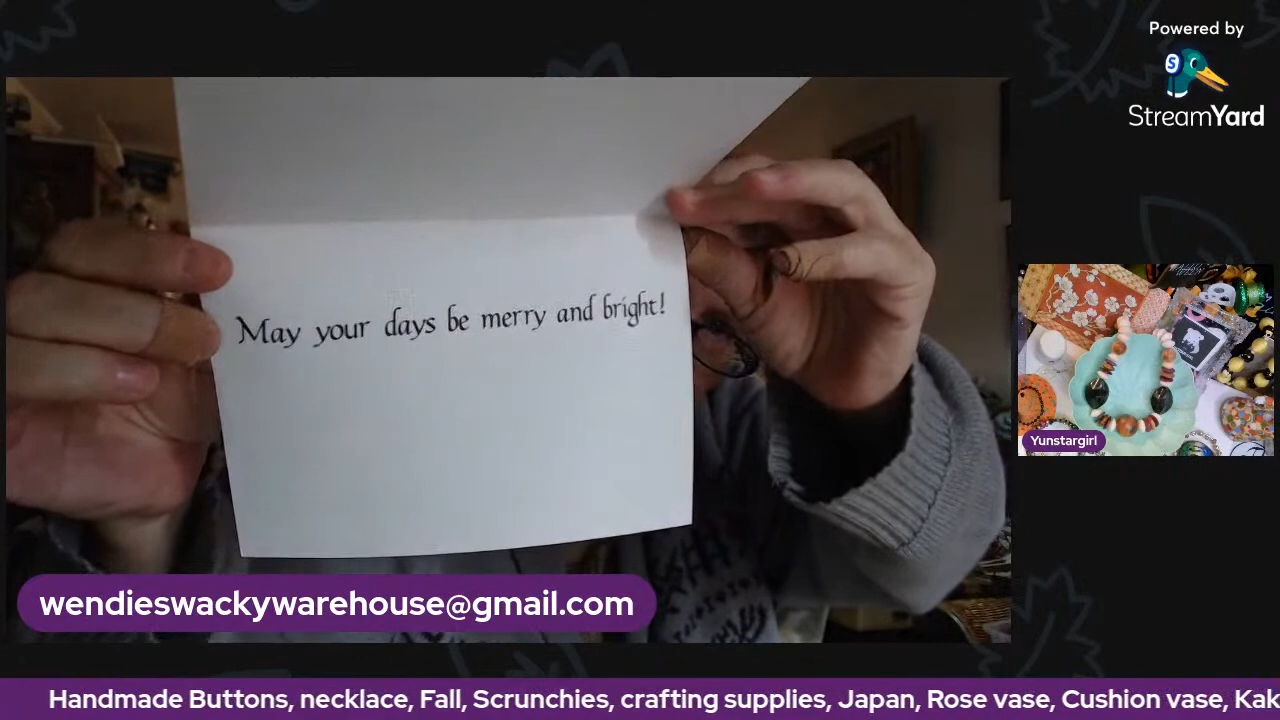 Powered by
S
StreamYard
May your days be merry and bright!
Yunstargirl
wendieswackywarehouse@gmail.com
Handmade Buttons, necklace, Fall, Scrunchies, crafting supplies, Japan, Rose vase, Cushion vase, Kak